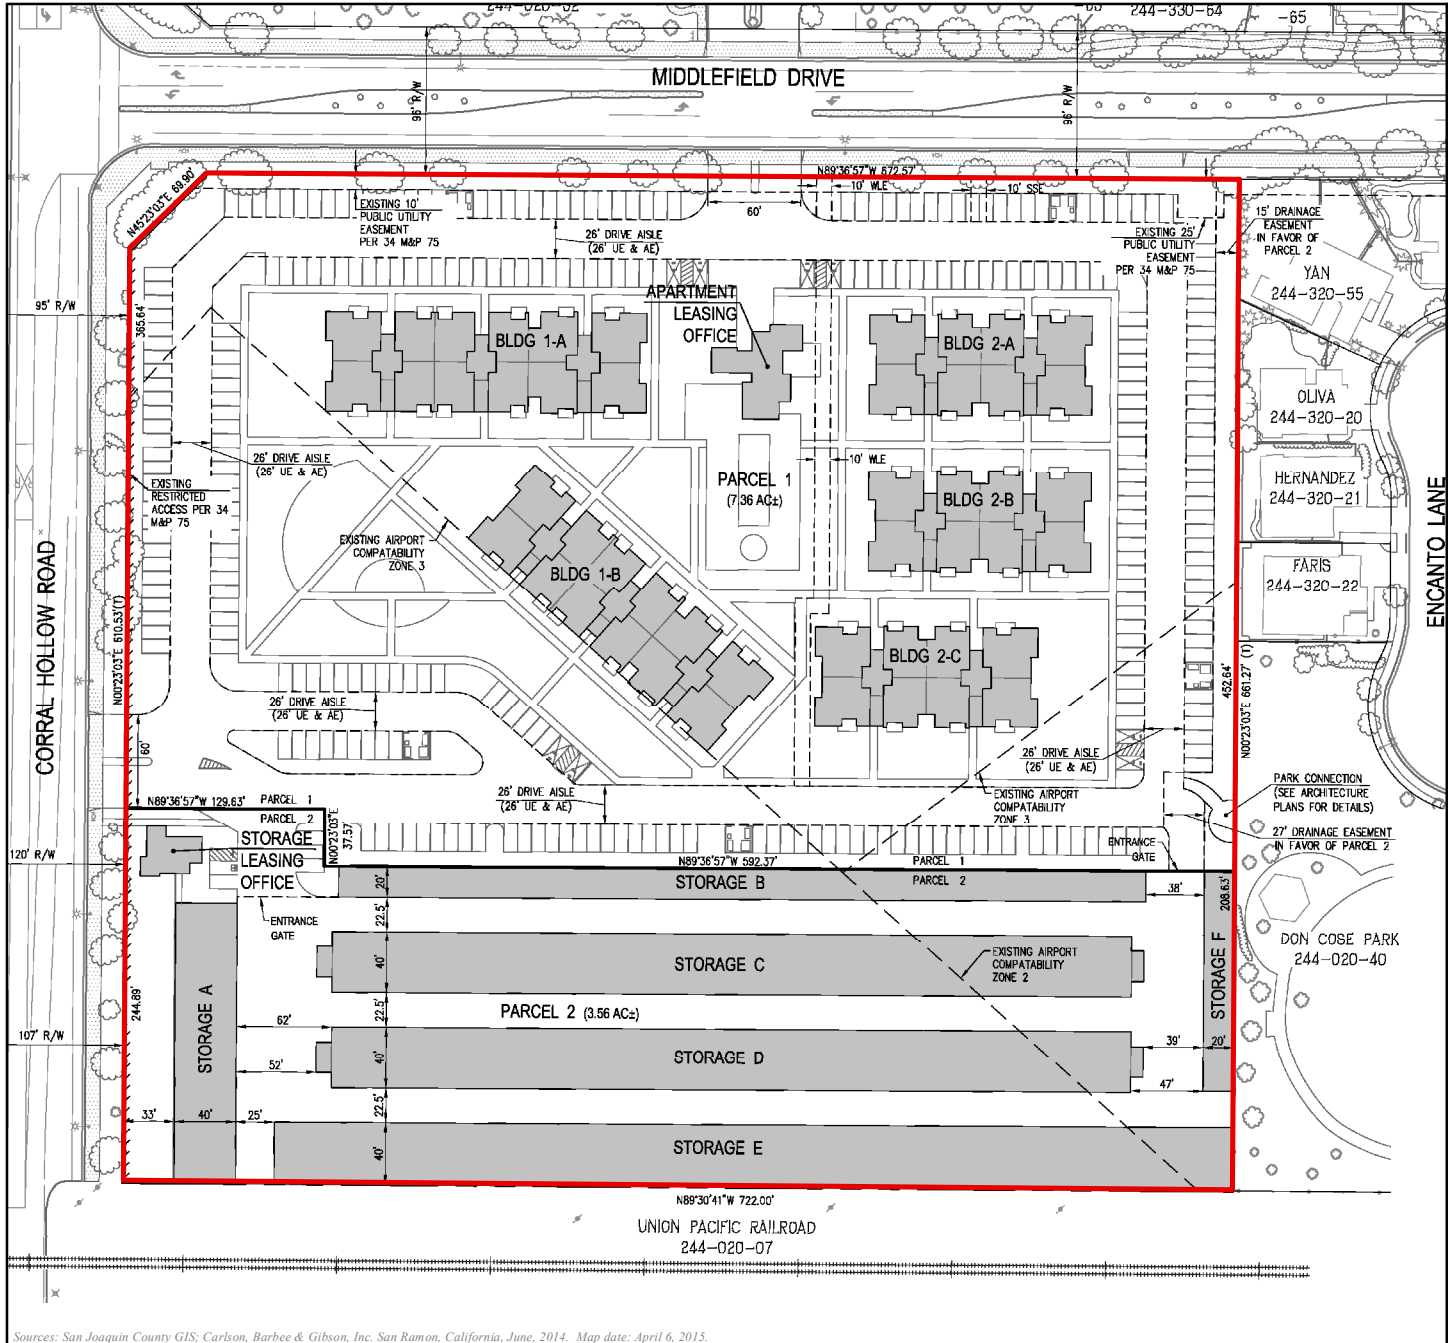 244-020-52
244-330-64
-65
MIDDLEFIELD DRIVE
96' R/W
96' R/W
N45°23'03"E 69.90'
N89°36'57"W 672.57'
10' WLE
10' SSE
60'
EXISTING 10'
PUBLIC UTILITY
EASEMENT
PER 34 M&P 75
26' DRIVE AISLE
(26' UE & AE)
EXISTING 25'
PUBLIC UTILITY
EASEMENT
PER 34 M&P 75
15' DRAINAGE
EASEMENT
IN FAVOR OF
PARCEL 2
YAN
244-320-55
95' R/W
365.64'
APARTMENT
LEASING
OFFICE
BLDG 1-A
BLDG 2-A
OLIVA
244-320-20
26' DRIVE AISLE
(26' UE & AE)
10' WLE
PARCEL 1
(7.36 AC±)
BLDG 2-B
HERNANDEZ
244-320-21
ENCANTO LANE
EXISTING
RESTRICTED
ACCESS PER 34
M&P 75
EXISTING AIRPORT
COMPATABILITY
ZONE 3
BLDG 1-B
FARIS
244-320-22
CORRAL HOLLOW ROAD
N00°23'03"E 610.53'(T)
BLDG 2-C
452.64'
N00°23'03"E 661.27' (T)
26' DRIVE AISLE
(26' UE & AE)
60'
26' DRIVE AISLE
(26' UE & AE)
26' DRIVE AISLE
(26' UE & AE)
EXISTING AIRPORT
COMPATABILITY
ZONE 3
PARK CONNECTION
(SEE ARCHITECTURE
PLANS FOR DETAILS)
N89°36'57"W 129.63'
PARCEL 1
PARCEL 2
N00°23'03"E
37.57'
STORAGE
LEASING
OFFICE
120' R/W
27' DRAINAGE EASEMENT
IN FAVOR OF PARCEL 2
ENTRANCE
GATE
N89°36'57"W 592.37'
PARCEL 1
PARCEL 2
20'
STORAGE B
38'
208.63'
ENTRANCE
GATE
22.5'
STORAGE F
DON COSE PARK
244-020-40
40'
STORAGE C
EXISTING AIRPORT
COMPATABILITY
ZONE 2
244.89'
STORAGE A
62'
22.5'
PARCEL 2 (3.56 AC±)
107' R/W
52'
40'
STORAGE D
39'
20'
47'
22.5'
33'
40'
25'
40'
STORAGE E
N89°30'41"W 722.00'
UNION PACIFIC RAILROAD
244-020-07
Sources: San Joaquin County GIS; Carlson, Barbee & Gibson, Inc. San Ramon, California, June, 2014. Map date: April 6, 2015.